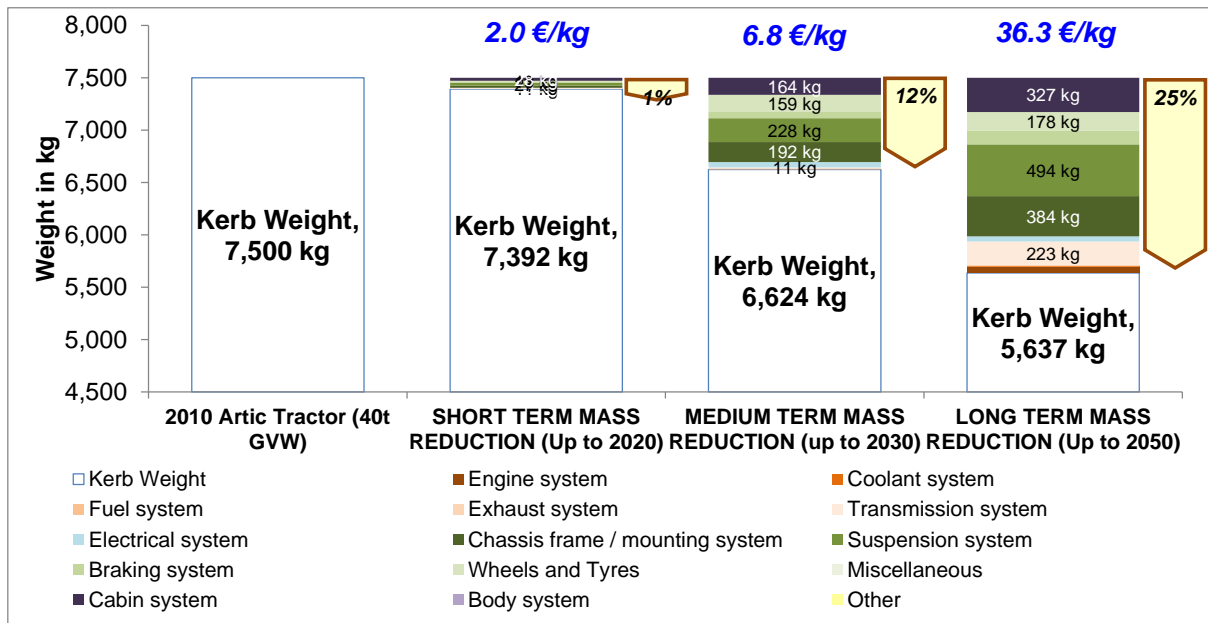 2.0 €/kg
6.8 €/kg
36.3 €/kg
8,000
7,500
7,000
6,500
6,000
5,500
5,000
4,500
Weight in kg
Kerb Weight,
7,500 kg
Kerb Weight,
7,392 kg
1%
164 kg
159 kg
228 kg
192 kg
11 kg
12%
Kerb Weight,
6,624 kg
327 kg
178 kg
494 kg
384 kg
223 kg
25%
Kerb Weight,
5,637 kg
2010 Artic Tractor (40t
GVW)
SHORT TERM MASS
REDUCTION (Up to 2020)
MEDIUM TERM MASS
REDUCTION (up to 2030)
LONG TERM MASS
REDUCTION (Up to 2050)
Kerb Weight
Engine system
Coolant system
Fuel system
Exhaust system
Transmission system
Electrical system
Chassis frame / mounting system
Suspension system
Braking system
Wheels and Tyres
Miscellaneous
Cabin system
Body system
Other